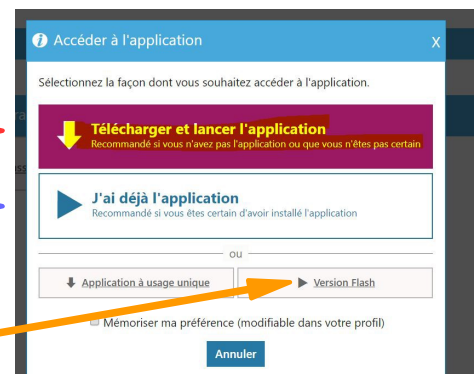 Accéder à l'application X
Sélectionnez la façon dont vous souhaitez accéder à l'application.
Télécharger et lancer l'application
Recommandé si vous n'avez pas l'application ou que vous n'êtes pas certain
J'ai déjà l'application
Recommandé si vous êtes certain d'avoir installé l'application
ou
Application à usage unique
Version Flash
Mémoriser ma préférence (modifiable dans votre profil)
Annuler